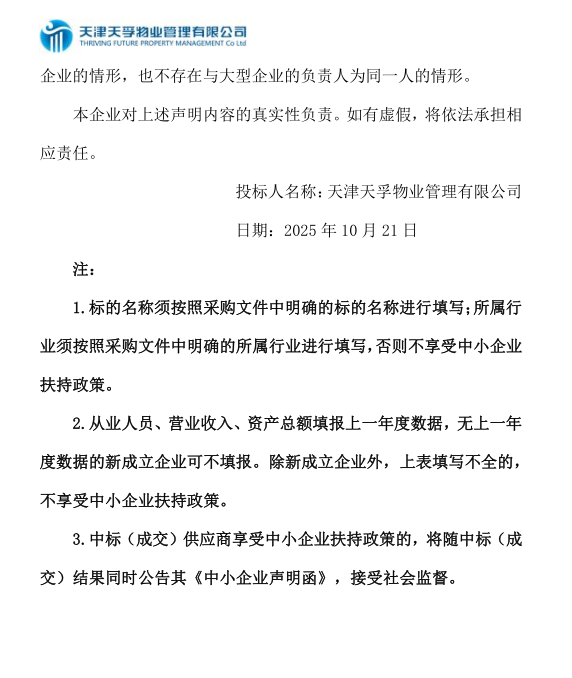 天津天孚物业管理有限公司
THRIVING FUTURE PROPERTY MANAGEMENT Co Ltd
企业的情形，也不存在与大型企业的负责人为同一人的情形。
本企业对上述声明内容的真实性负责。如有虚假，将依法承担相
应责任。
投标人名称：天津天孚物业管理有限公司
日期：2025 年 10 月 21 日
注：
1.标的名称须按照采购文件中明确的标的名称进行填写；所属行
业须按照采购文件中明确的所属行业进行填写，否则不享受中小企业
扶持政策。
2.从业人员、营业收入、资产总额填报上一年度数据，无上一年
度数据的新成立企业可不填报。除新成立企业外，上表填写不全的，
不享受中小企业扶持政策。
3.中标（成交）供应商享受中小企业扶持政策的，将随中标（成
交）结果同时公告其《中小企业声明函》，接受社会监督。